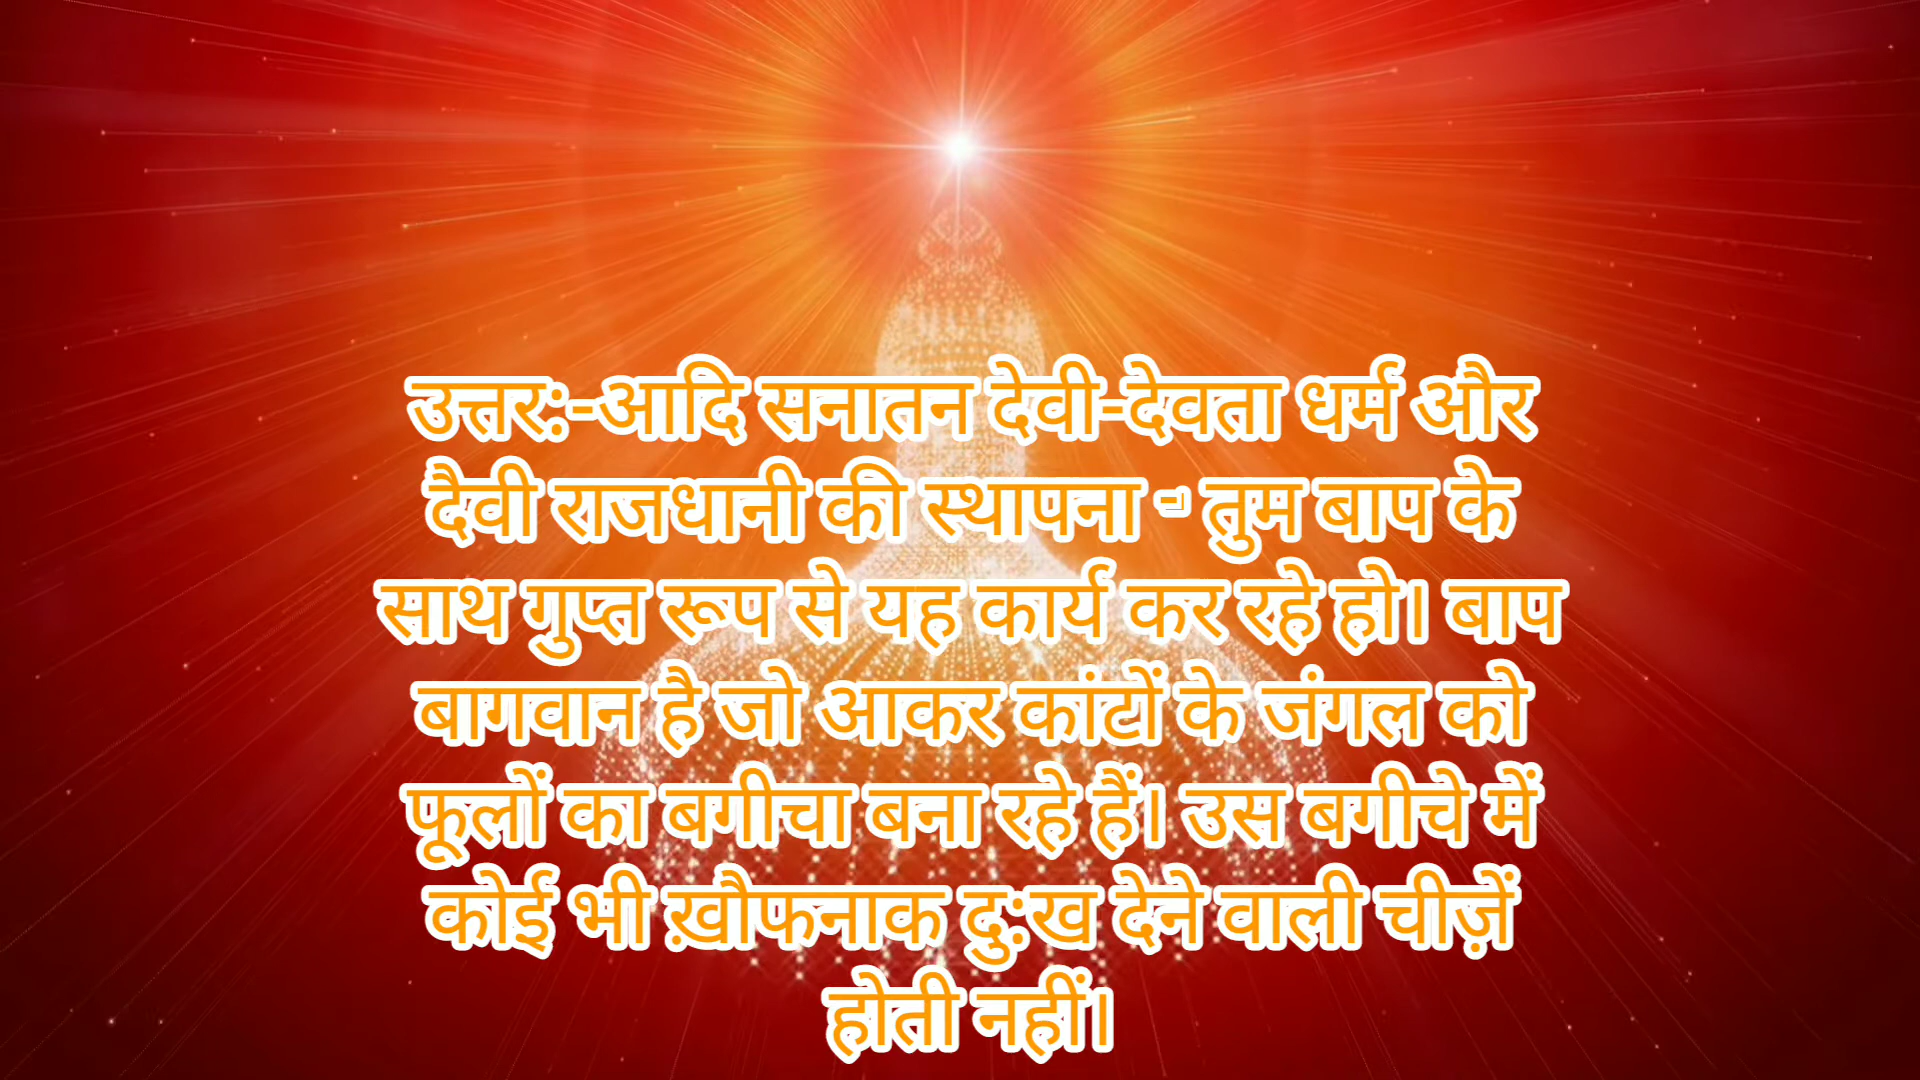 उत्तर:-आदि सनातन देवी-देवता धर्म और
दैवी राजधानी की स्थापना - तुम बाप के
साथ गुप्त रूप से यह कार्य कर रहे हो। बाप
बागवान है जो आकर कांटों के जंगल को
फूलों का बगीचा बना रहे हैं। उस बगीचे में
कोई भी ख़ौफनाक दु:ख देने वाली चीज़ें
होती नहीं।